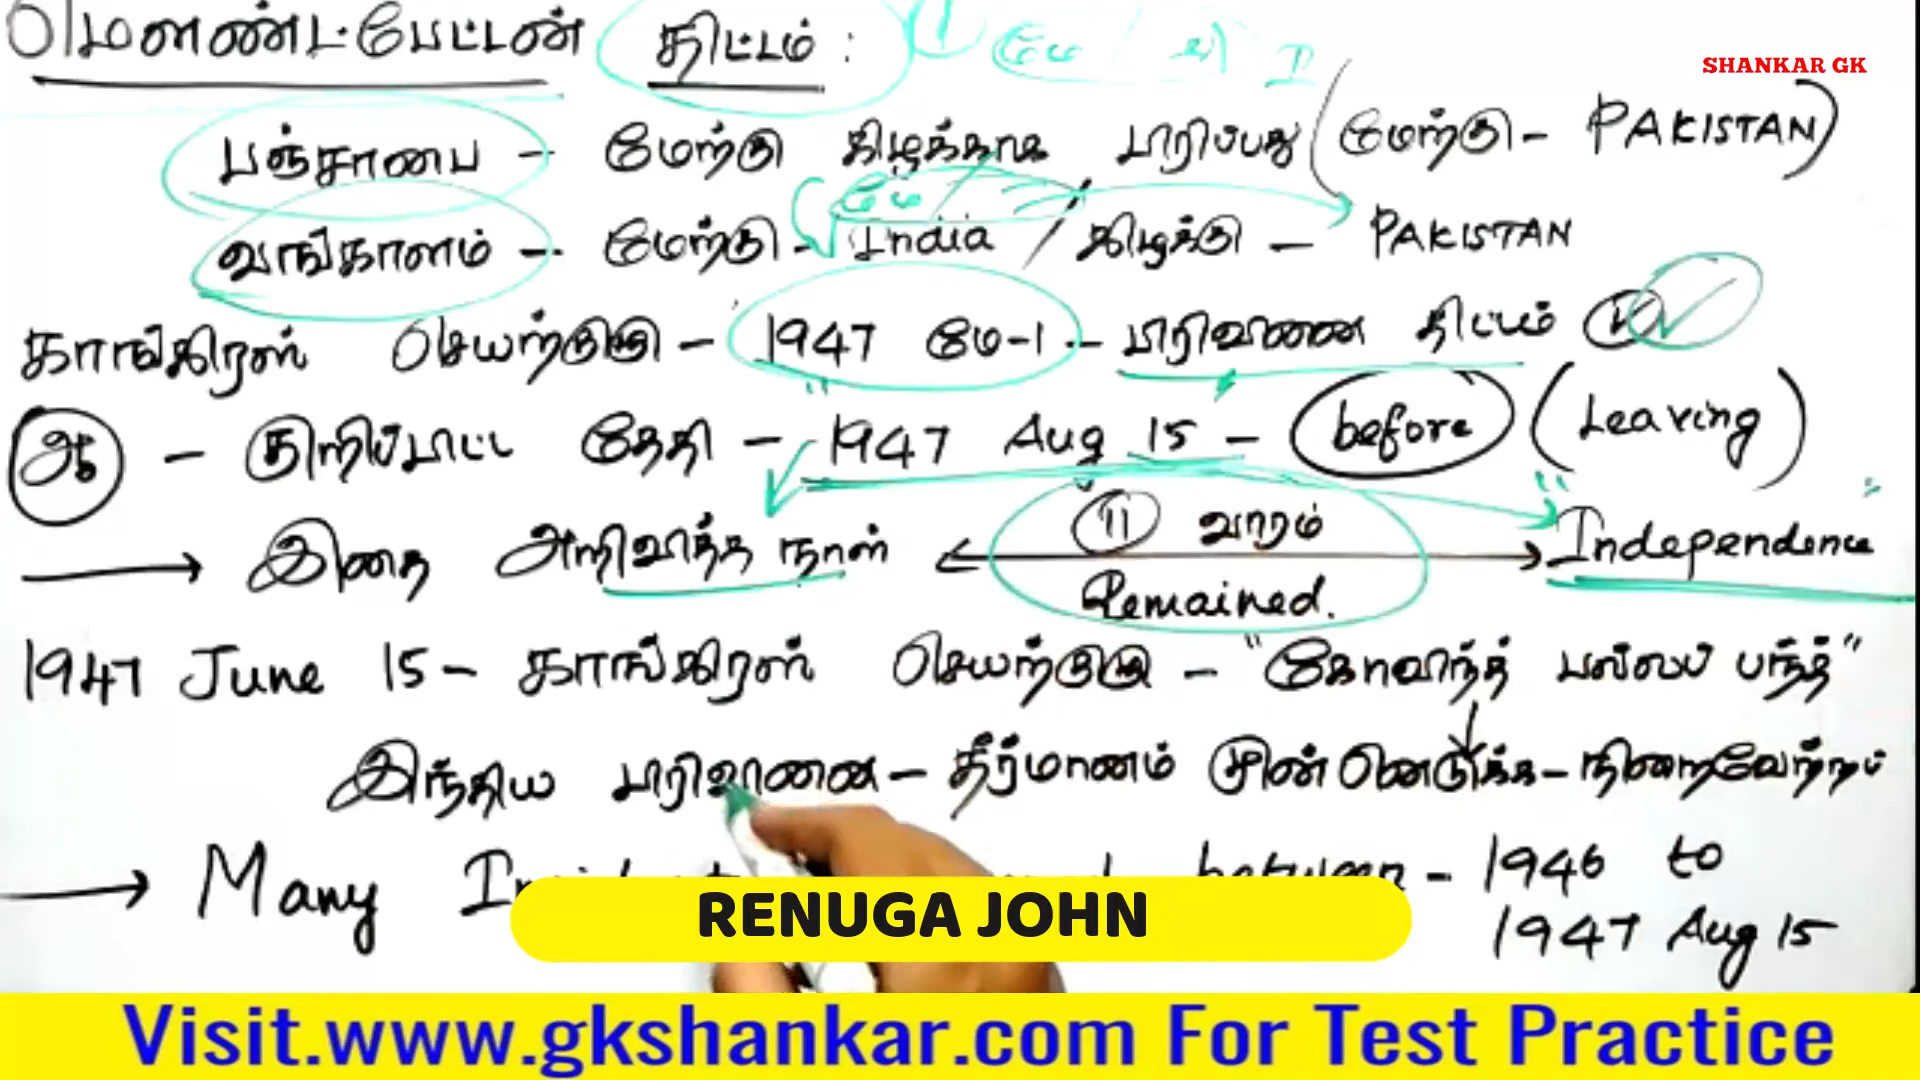 மௌண்ட்பேட்டன் திட்டம் :
SHANKAR GK
பஞ்சாப் – மேற்கு கிழக்காக பிரிப்பது (மேற்கு – PAKISTAN)
வங்காளம் – மேற்கு – India / கிழக்கு – PAKISTAN
காங்கிரஸ் செயற்குழு – 1947 மே-1 – பிரிவினை திட்டம்
ஆ – குறிப்பிட்ட தேதி – 1947 Aug 15 – before (Leaving)
→ இதை அறிவித்த நாள் ← 11 வாரம் Remained. → Independence
1947 June 15 – காங்கிரஸ் செயற்குழு – "கோவிந்த் பல்லப் பந்த்"
இந்திய பிரிவினை – தீர்மானம் முன்னெடுக்க – நிறைவேற்றம்
→ Many between – 1946 to
1947 Aug 15
RENUGA JOHN
Visit.www.gkshankar.com For Test Practice